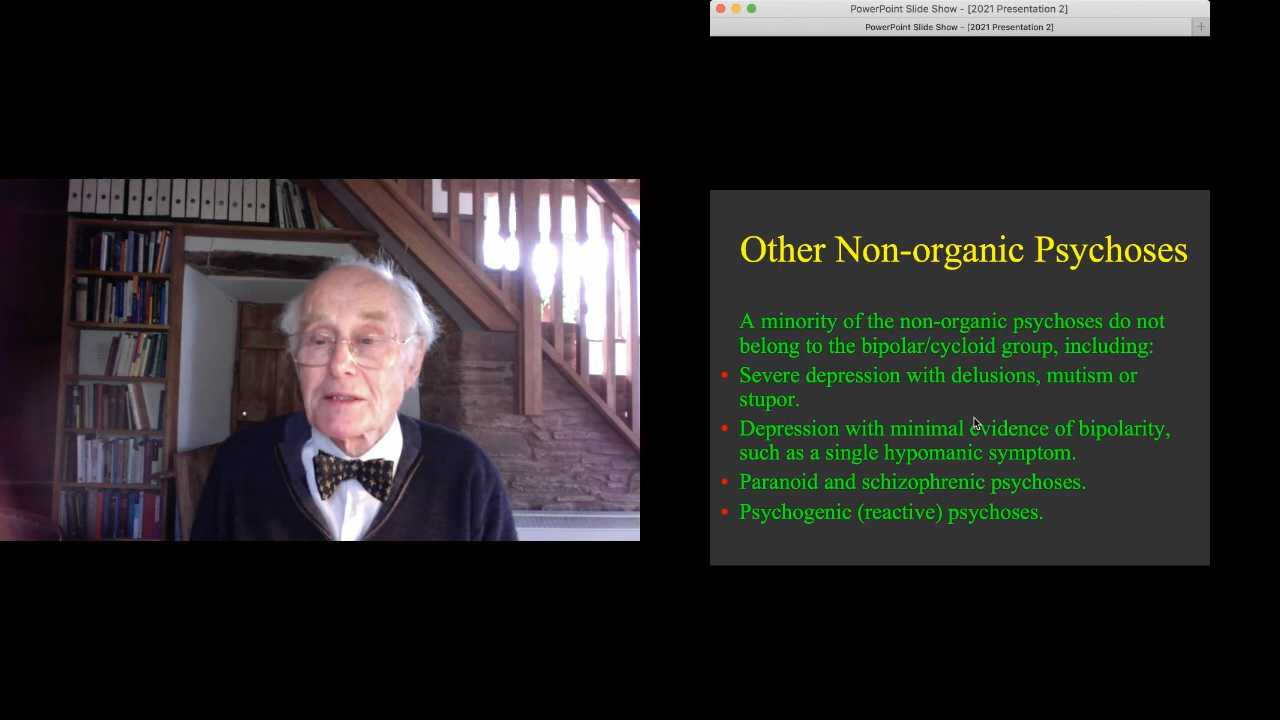 PowerPoint Slide Show - [2021 Presentation 2]
PowerPoint Slide Show - [2021 Presentation 2]
Other Non-organic Psychoses
A minority of the non-organic psychoses do not
belong to the bipolar/cycloid group, including:
• Severe depression with delusions, mutism or
stupor.
• Depression with minimal evidence of bipolarity,
such as a single hypomanic symptom.
• Paranoid and schizophrenic psychoses.
• Psychogenic (reactive) psychoses.